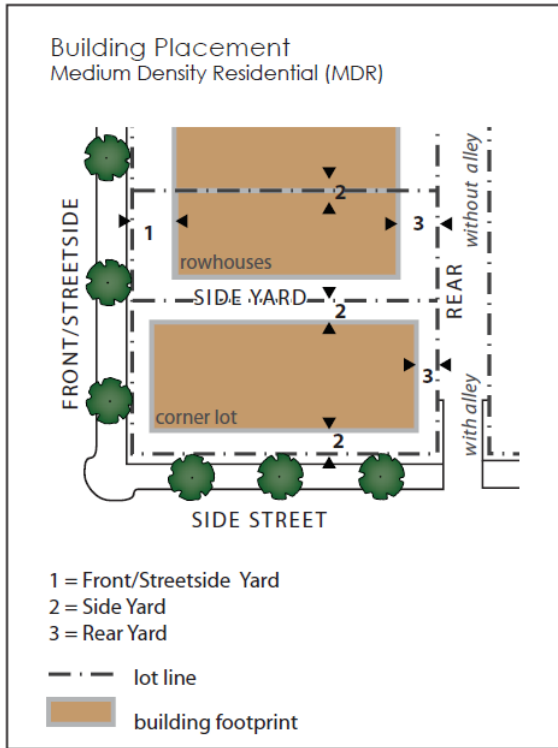 Building Placement
Medium Density Residential (MDR)
without alley
2
1
3
rowhouses
SIDE YARD
REAR
FRONT/STREETSIDE
2
3
corner lot
with alley
2
SIDE STREET
1 = Front/Streetside Yard
2 = Side Yard
3 = Rear Yard
lot line
building footprint